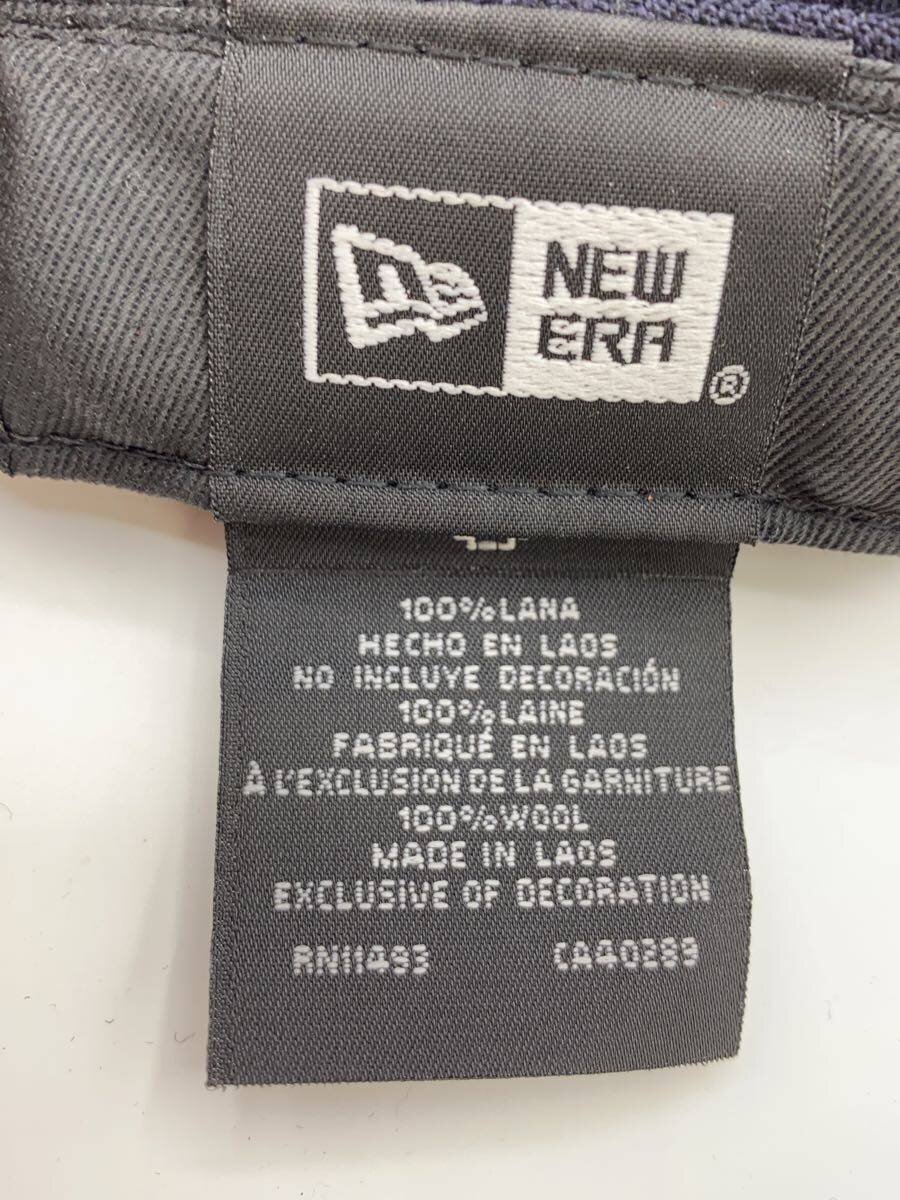 NEW
ERA
®
100%LANA
HECHO EN LAOS
NO INCLUYE DECORACIÓN
100%LAINE
FABRIQUÉ EN LAOS
À L'EXCLUSION DE LA GARNITURE
100%WOOL
MADE IN LAOS
EXCLUSIVE OF DECORATION
RN11493